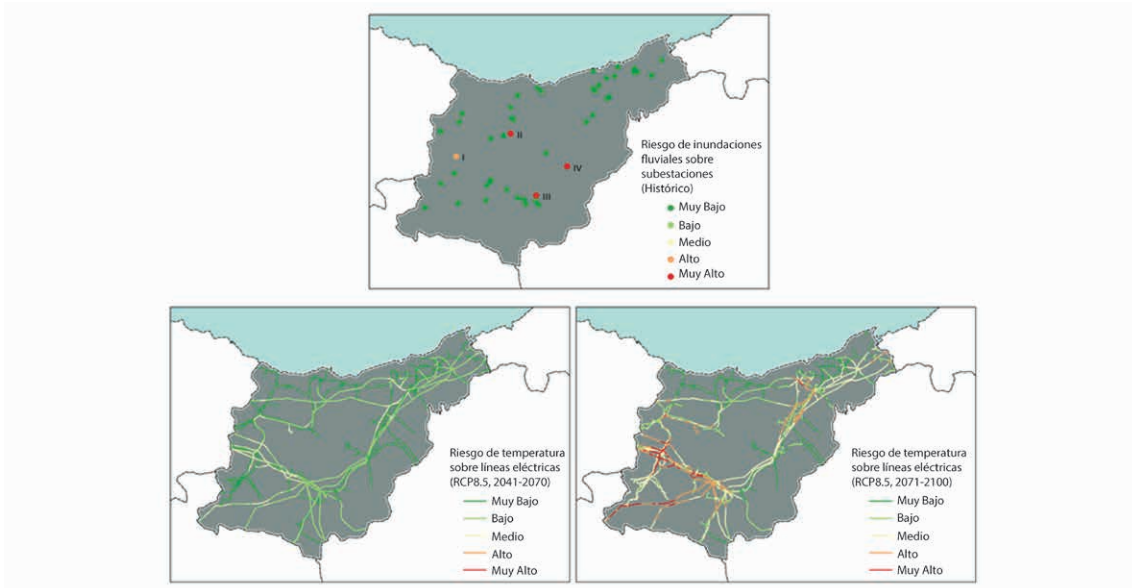 I
II
IV
III
Riesgo de inundaciones
fluviales sobre
subestaciones
(Histórico)
Muy Bajo
Bajo
Medio
Alto
Muy Alto
Riesgo de temperatura
sobre líneas eléctricas
(RCP8.5, 2041-2070)
Muy Bajo
Bajo
Medio
Alto
Muy Alto
Riesgo de temperatura
sobre líneas eléctricas
(RCP8.5, 2071-2100)
Muy Bajo
Bajo
Medio
Alto
Muy Alto